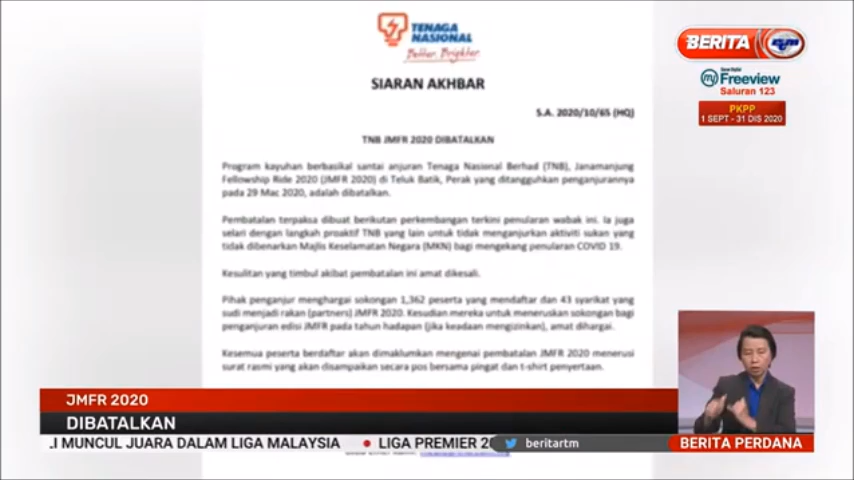 TENAGA
NASIONAL
Better. Brighter.
SIARAN AKHBAR
S.A. 2020/10/65 (HQ)
TNB JMFR 2020 DIBATALKAN
Program kayuhan berbasikal santai anjuran Tenaga Nasional Berhad (TNB), Janamanjung
Fellowship Ride 2020 (JMFR 2020) di Teluk Batik, Perak yang ditangguhkan penganjurannya
pada 29 Mac 2020, adalah dibatalkan.
Pembatalan terpaksa dibuat berikutan perkembangan terkini penularan wabak ini. Ia juga
selari dengan langkah proaktif TNB yang lain untuk tidak menganjurkan aktiviti sukan yang
tidak dibenarkan Majlis Keselamatan Negara (MKN) bagi mengekang penularan COVID 19.
Kesulitan yang timbul akibat pembatalan ini amat dikesali.
Pihak penganjur menghargai sokongan 1,362 peserta yang mendaftar dan 43 syarikat yang
sudi menjadi rakan (partners) JMFR 2020. Kesudian mereka untuk meneruskan sokongan bagi
penganjuran edisi JMFR pada tahun hadapan (jika keadaan mengizinkan), amat dihargai.
Kesemua peserta berdaftar akan dimaklumkan mengenai pembatalan JMFR 2020 menerusi
surat rasmi yang akan disampaikan secara pos bersama pingat dan t-shirt penyertaan.
BERITA
my Freeview
Saluran 123
PKPP
1 SEPT - 31 DIS 2020
JMFR 2020
DIBATALKAN
.I MUNCUL JUARA DALAM LIGA MALAYSIA • LIGA PREMIER 20
beritartm
BERITA PERDANA